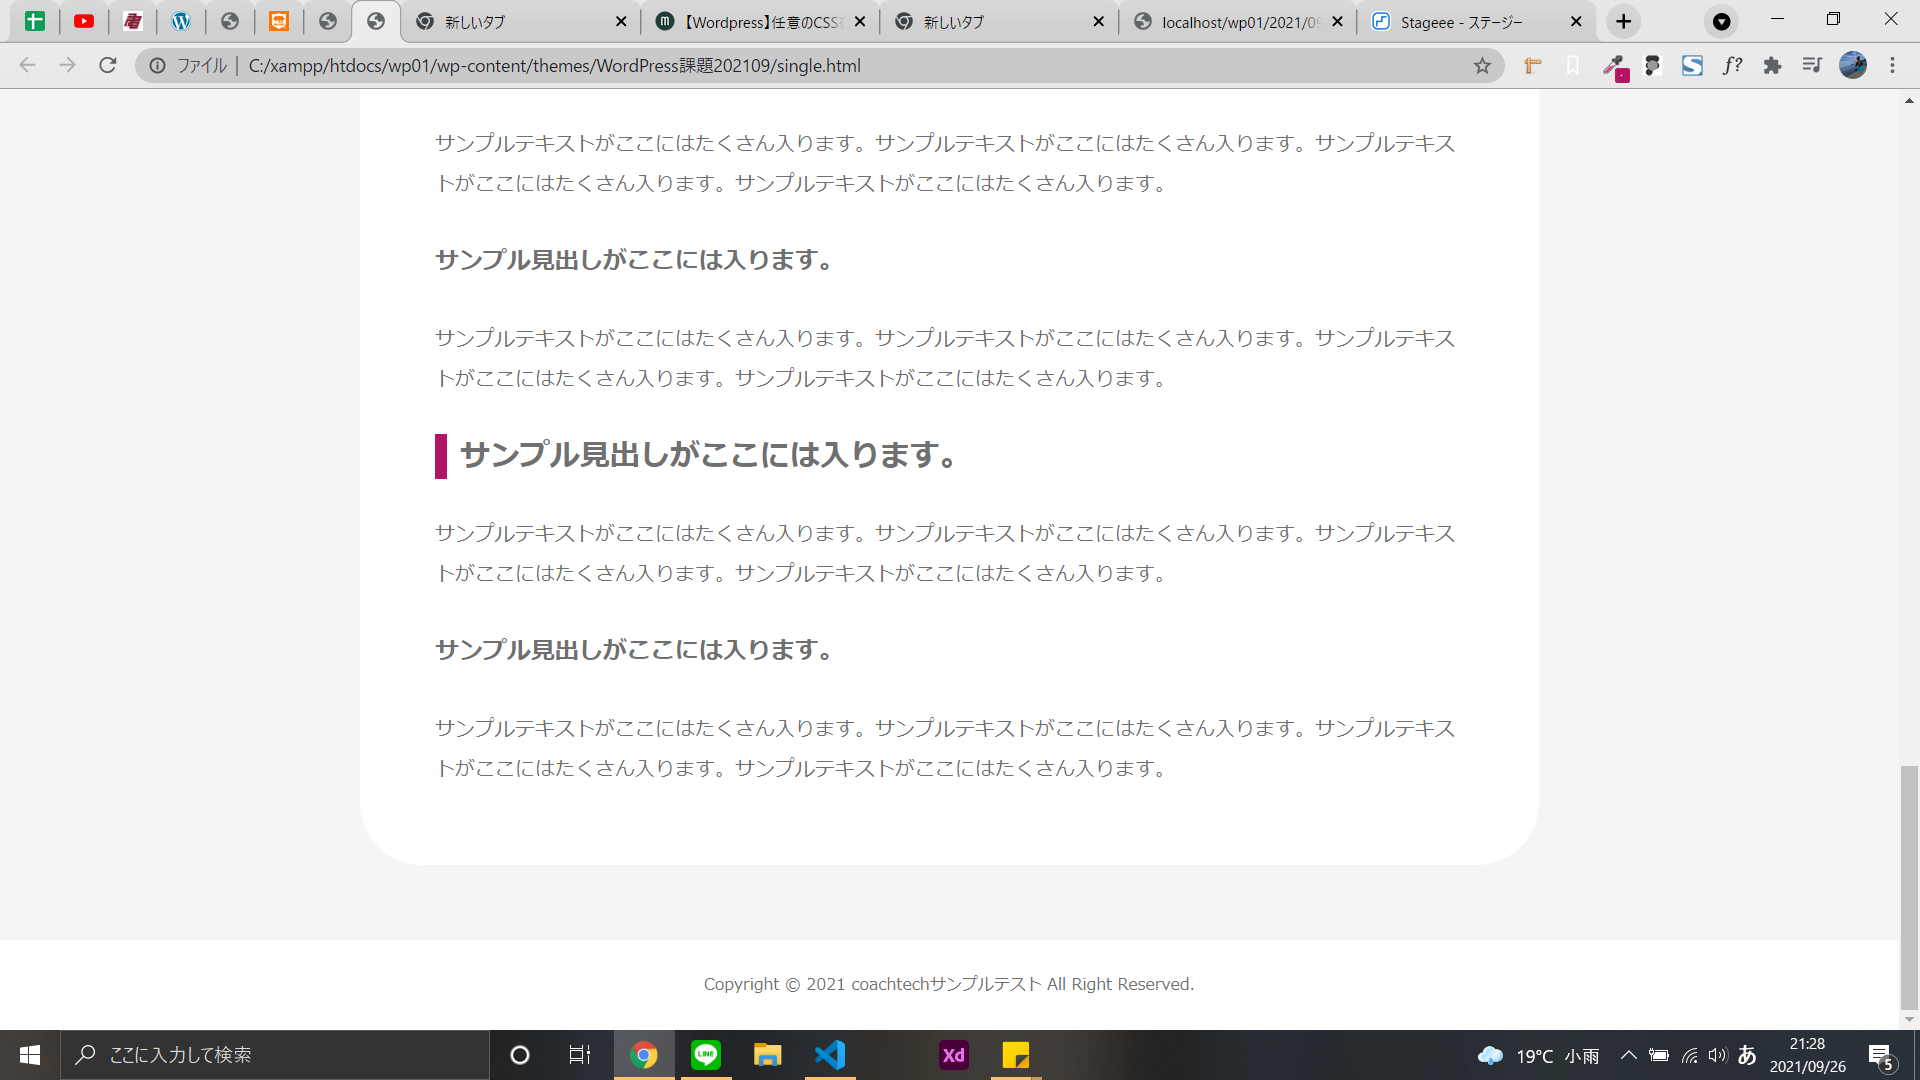 新しいタブ
【Wordpress】任意のCSSを
新しいタブ
localhost/wp01/2021/09
Stageee - ステージー
ファイル | C:/xampp/htdocs/wp01/wp-content/themes/WordPress課題202109/single.html
f?
サンプルテキストがここにはたくさん入ります。サンプルテキストがここにはたくさん入ります。サンプルテキス
トがここにはたくさん入ります。サンプルテキストがここにはたくさん入ります。
サンプル見出しがここには入ります。
サンプルテキストがここにはたくさん入ります。サンプルテキストがここにはたくさん入ります。サンプルテキス
トがここにはたくさん入ります。サンプルテキストがここにはたくさん入ります。
サンプル見出しがここには入ります。
サンプルテキストがここにはたくさん入ります。サンプルテキストがここにはたくさん入ります。サンプルテキス
トがここにはたくさん入ります。サンプルテキストがここにはたくさん入ります。
サンプル見出しがここには入ります。
サンプルテキストがここにはたくさん入ります。サンプルテキストがここにはたくさん入ります。サンプルテキス
トがここにはたくさん入ります。サンプルテキストがここにはたくさん入ります。
Copyright © 2021 coachtechサンプルテスト All Right Reserved.
ここに入力して検索
LINE
Xd
19°C 小雨
あ
21:28
2021/09/26
5